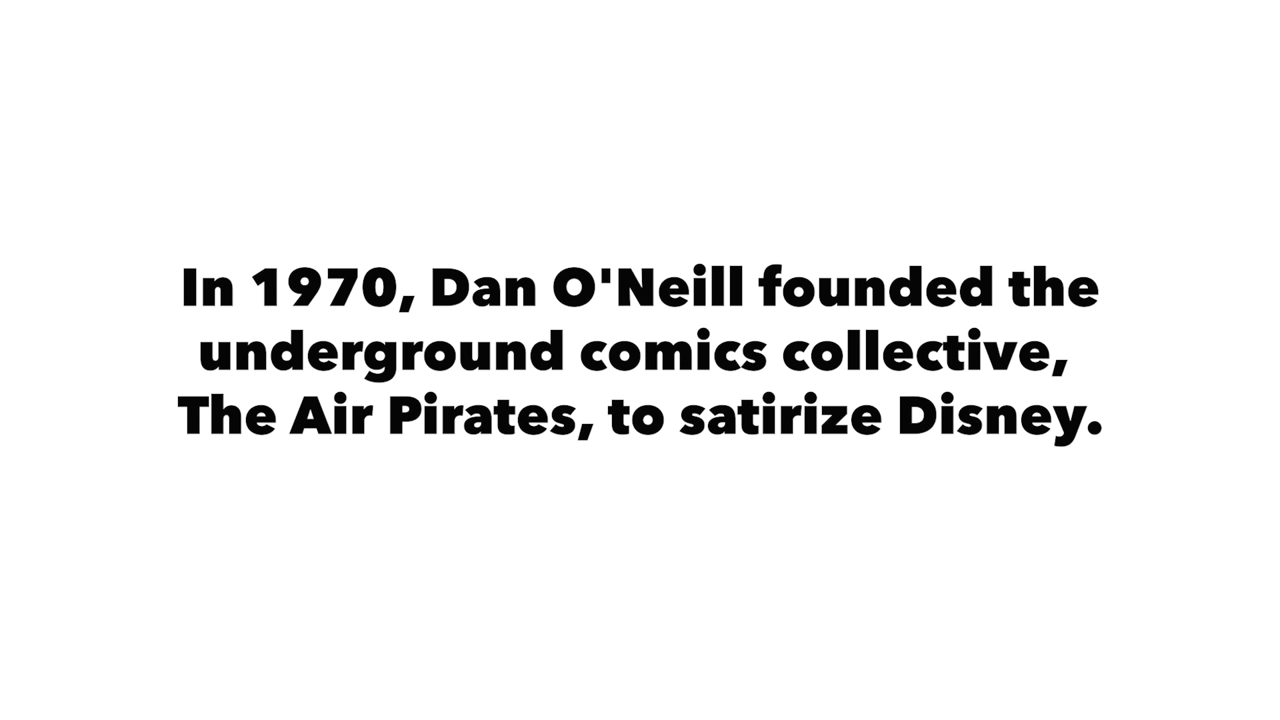 In 1970, Dan O'Neill founded the
underground comics collective,
The Air Pirates, to satirize Disney.